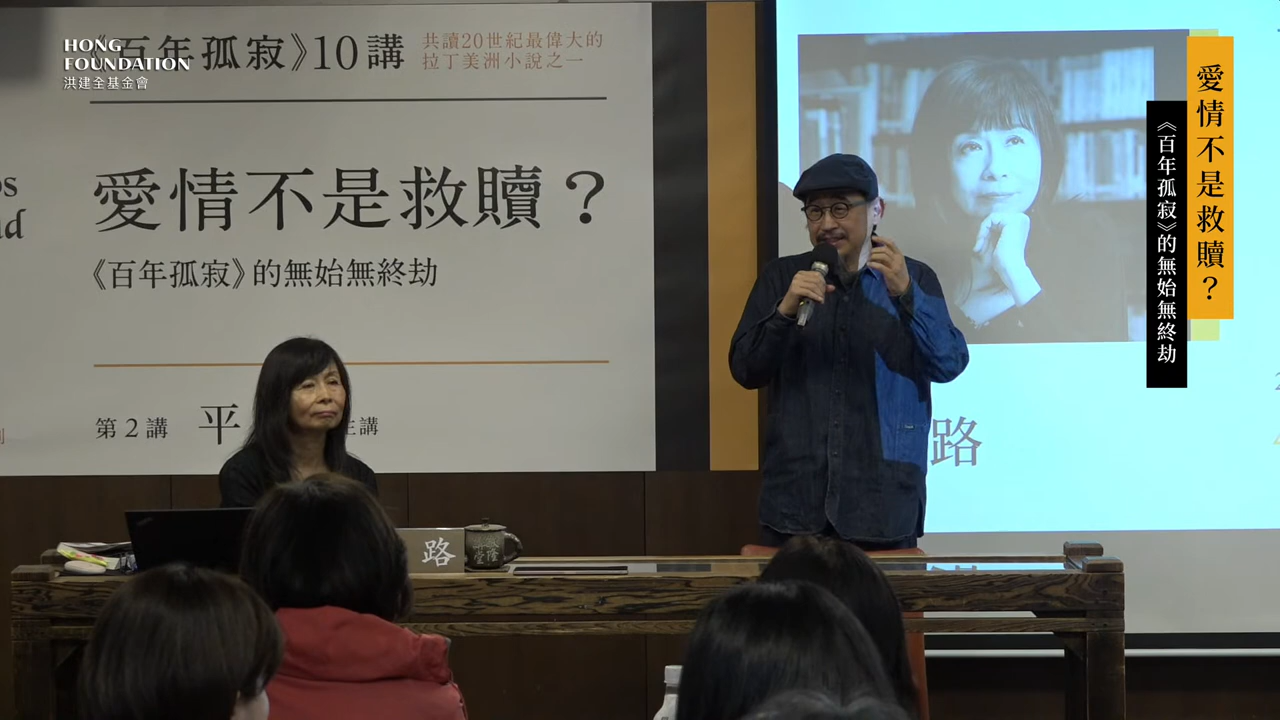 HONG
FOUNDATION
洪建全基金會
《百年孤寂》10講
共讀20世紀最偉大的
拉丁美洲小說之一
愛情不是救贖？
《百年孤寂》的無始無終劫
第2講 平
主講
路
路
愛情不是救贖？
《百年孤寂》的無始無終劫